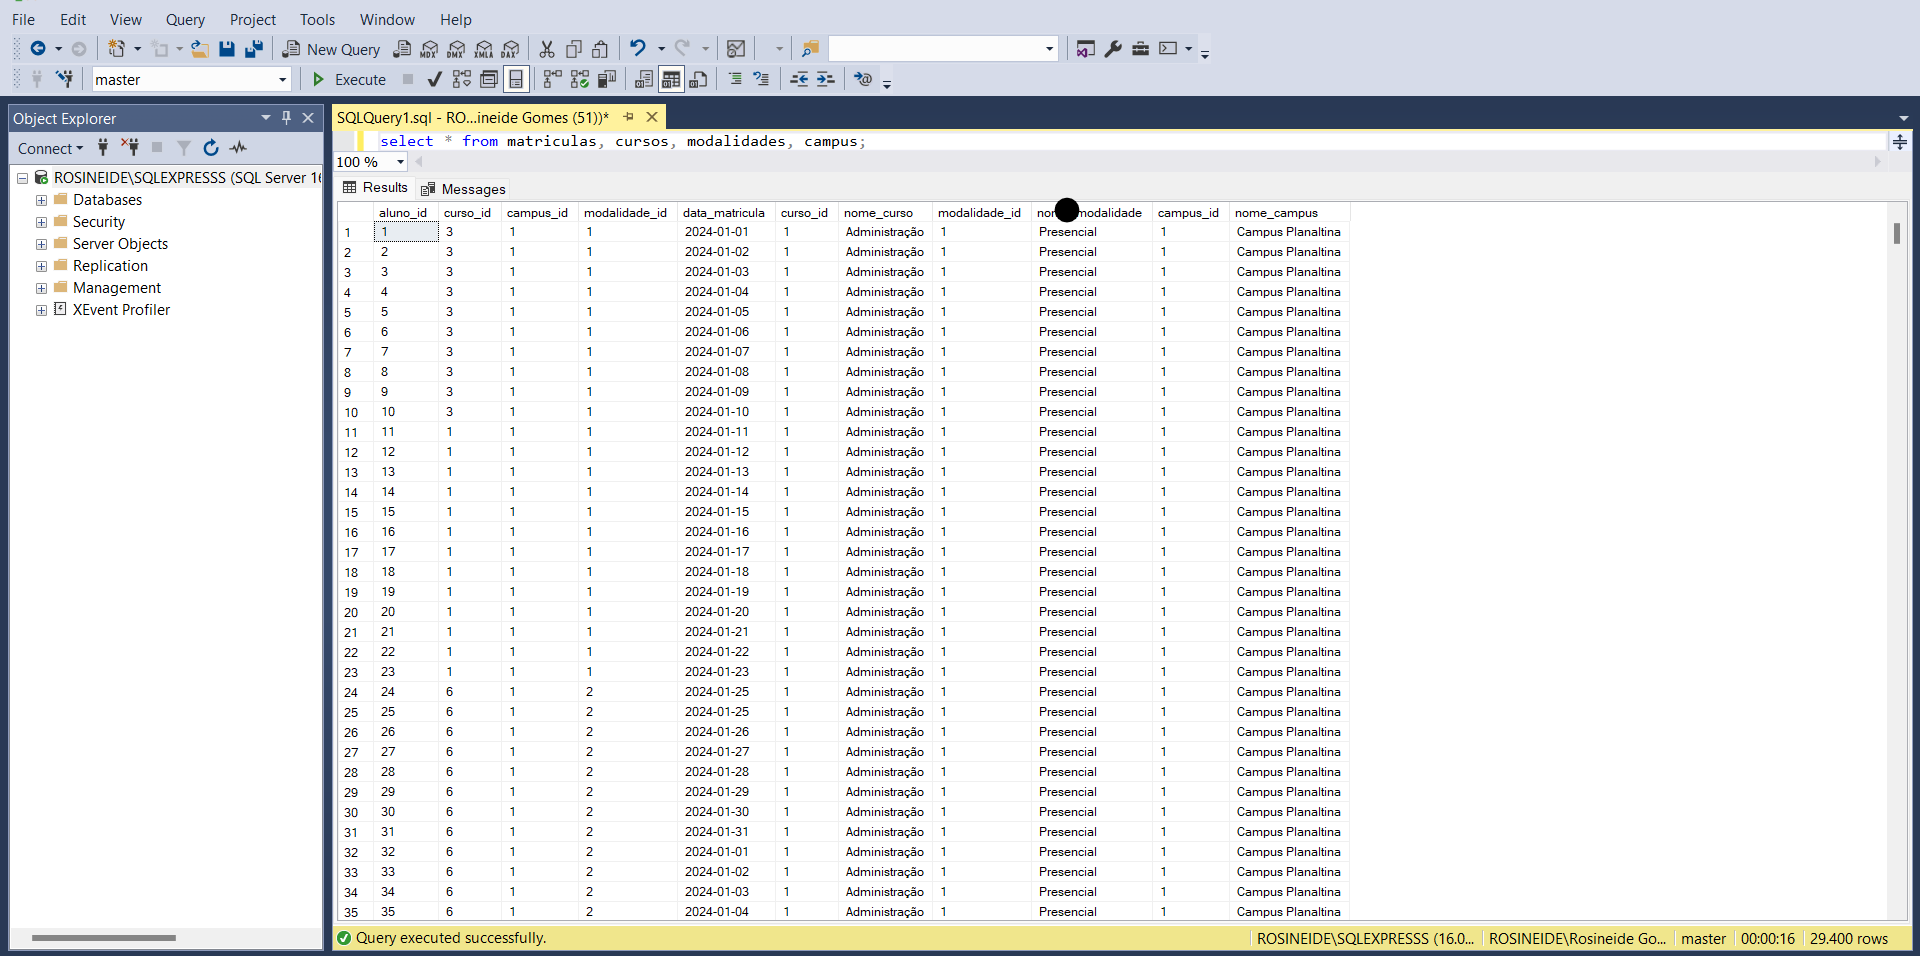 File Edit View Query Project Tools Window Help
New Query MDX DMX XMLA DAX
master Execute
Object Explorer
Connect
ROSINEIDE\SQLEXPRESSS (SQL Server 16
Databases
Security
Server Objects
Replication
Management
XEvent Profiler
SQLQuery1.sql - RO...ineide Gomes (51))*
select * from matriculas, cursos, modalidades, campus;
100 %
Results Messages
aluno_id curso_id campus_id modalidade_id data_matricula curso_id nome_curso modalidade_id modalidade campus_id nome_campus
1 1 3 1 1 2024-01-01 1 Administração 1 Presencial 1 Campus Planaltina
2 2 3 1 1 2024-01-02 1 Administração 1 Presencial 1 Campus Planaltina
3 3 3 1 1 2024-01-03 1 Administração 1 Presencial 1 Campus Planaltina
4 4 3 1 1 2024-01-04 1 Administração 1 Presencial 1 Campus Planaltina
5 5 3 1 1 2024-01-05 1 Administração 1 Presencial 1 Campus Planaltina
6 6 3 1 1 2024-01-06 1 Administração 1 Presencial 1 Campus Planaltina
7 7 3 1 1 2024-01-07 1 Administração 1 Presencial 1 Campus Planaltina
8 8 3 1 1 2024-01-08 1 Administração 1 Presencial 1 Campus Planaltina
9 9 3 1 1 2024-01-09 1 Administração 1 Presencial 1 Campus Planaltina
10 10 3 1 1 2024-01-10 1 Administração 1 Presencial 1 Campus Planaltina
11 11 1 1 1 2024-01-11 1 Administração 1 Presencial 1 Campus Planaltina
12 12 1 1 1 2024-01-12 1 Administração 1 Presencial 1 Campus Planaltina
13 13 1 1 1 2024-01-13 1 Administração 1 Presencial 1 Campus Planaltina
14 14 1 1 1 2024-01-14 1 Administração 1 Presencial 1 Campus Planaltina
15 15 1 1 1 2024-01-15 1 Administração 1 Presencial 1 Campus Planaltina
16 16 1 1 1 2024-01-16 1 Administração 1 Presencial 1 Campus Planaltina
17 17 1 1 1 2024-01-17 1 Administração 1 Presencial 1 Campus Planaltina
18 18 1 1 1 2024-01-18 1 Administração 1 Presencial 1 Campus Planaltina
19 19 1 1 1 2024-01-19 1 Administração 1 Presencial 1 Campus Planaltina
20 20 1 1 1 2024-01-20 1 Administração 1 Presencial 1 Campus Planaltina
21 21 1 1 1 2024-01-21 1 Administração 1 Presencial 1 Campus Planaltina
22 22 1 1 1 2024-01-22 1 Administração 1 Presencial 1 Campus Planaltina
23 23 1 1 1 2024-01-23 1 Administração 1 Presencial 1 Campus Planaltina
24 24 6 1 2 2024-01-25 1 Administração 1 Presencial 1 Campus Planaltina
25 25 6 1 2 2024-01-25 1 Administração 1 Presencial 1 Campus Planaltina
26 26 6 1 2 2024-01-26 1 Administração 1 Presencial 1 Campus Planaltina
27 27 6 1 2 2024-01-27 1 Administração 1 Presencial 1 Campus Planaltina
28 28 6 1 2 2024-01-28 1 Administração 1 Presencial 1 Campus Planaltina
29 29 6 1 2 2024-01-29 1 Administração 1 Presencial 1 Campus Planaltina
30 30 6 1 2 2024-01-30 1 Administração 1 Presencial 1 Campus Planaltina
31 31 6 1 2 2024-01-31 1 Administração 1 Presencial 1 Campus Planaltina
32 32 6 1 2 2024-01-01 1 Administração 1 Presencial 1 Campus Planaltina
33 33 6 1 2 2024-01-02 1 Administração 1 Presencial 1 Campus Planaltina
34 34 6 1 2 2024-01-03 1 Administração 1 Presencial 1 Campus Planaltina
35 35 6 1 2 2024-01-04 1 Administração 1 Presencial 1 Campus Planaltina
Query executed successfully. ROSINEIDE\SQLEXPRESSS (16.0... ROSINEIDE\Rosineide Go... master 00:00:16 29.400 rows